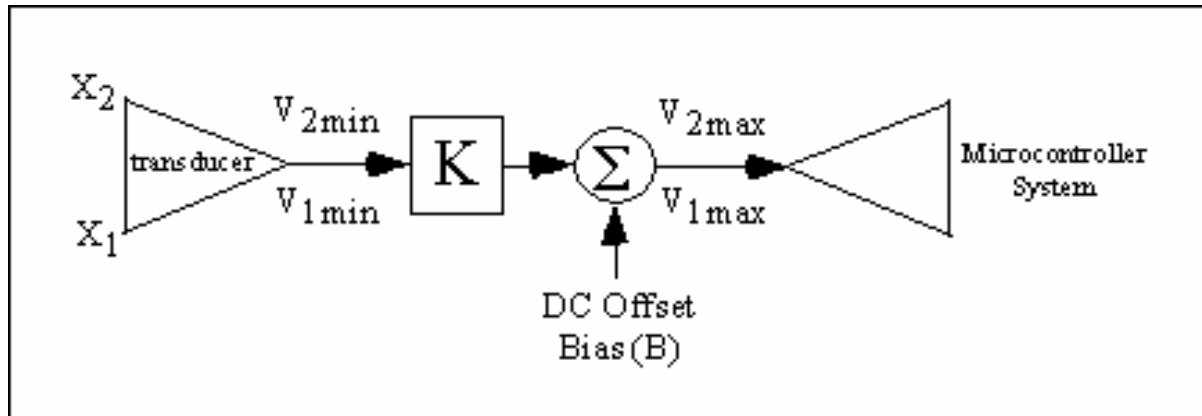 X2
transducer
X1
V2min
V1min
K
Σ
DC Offset
Bias(B)
V2max
V1max
Microcontroller
System